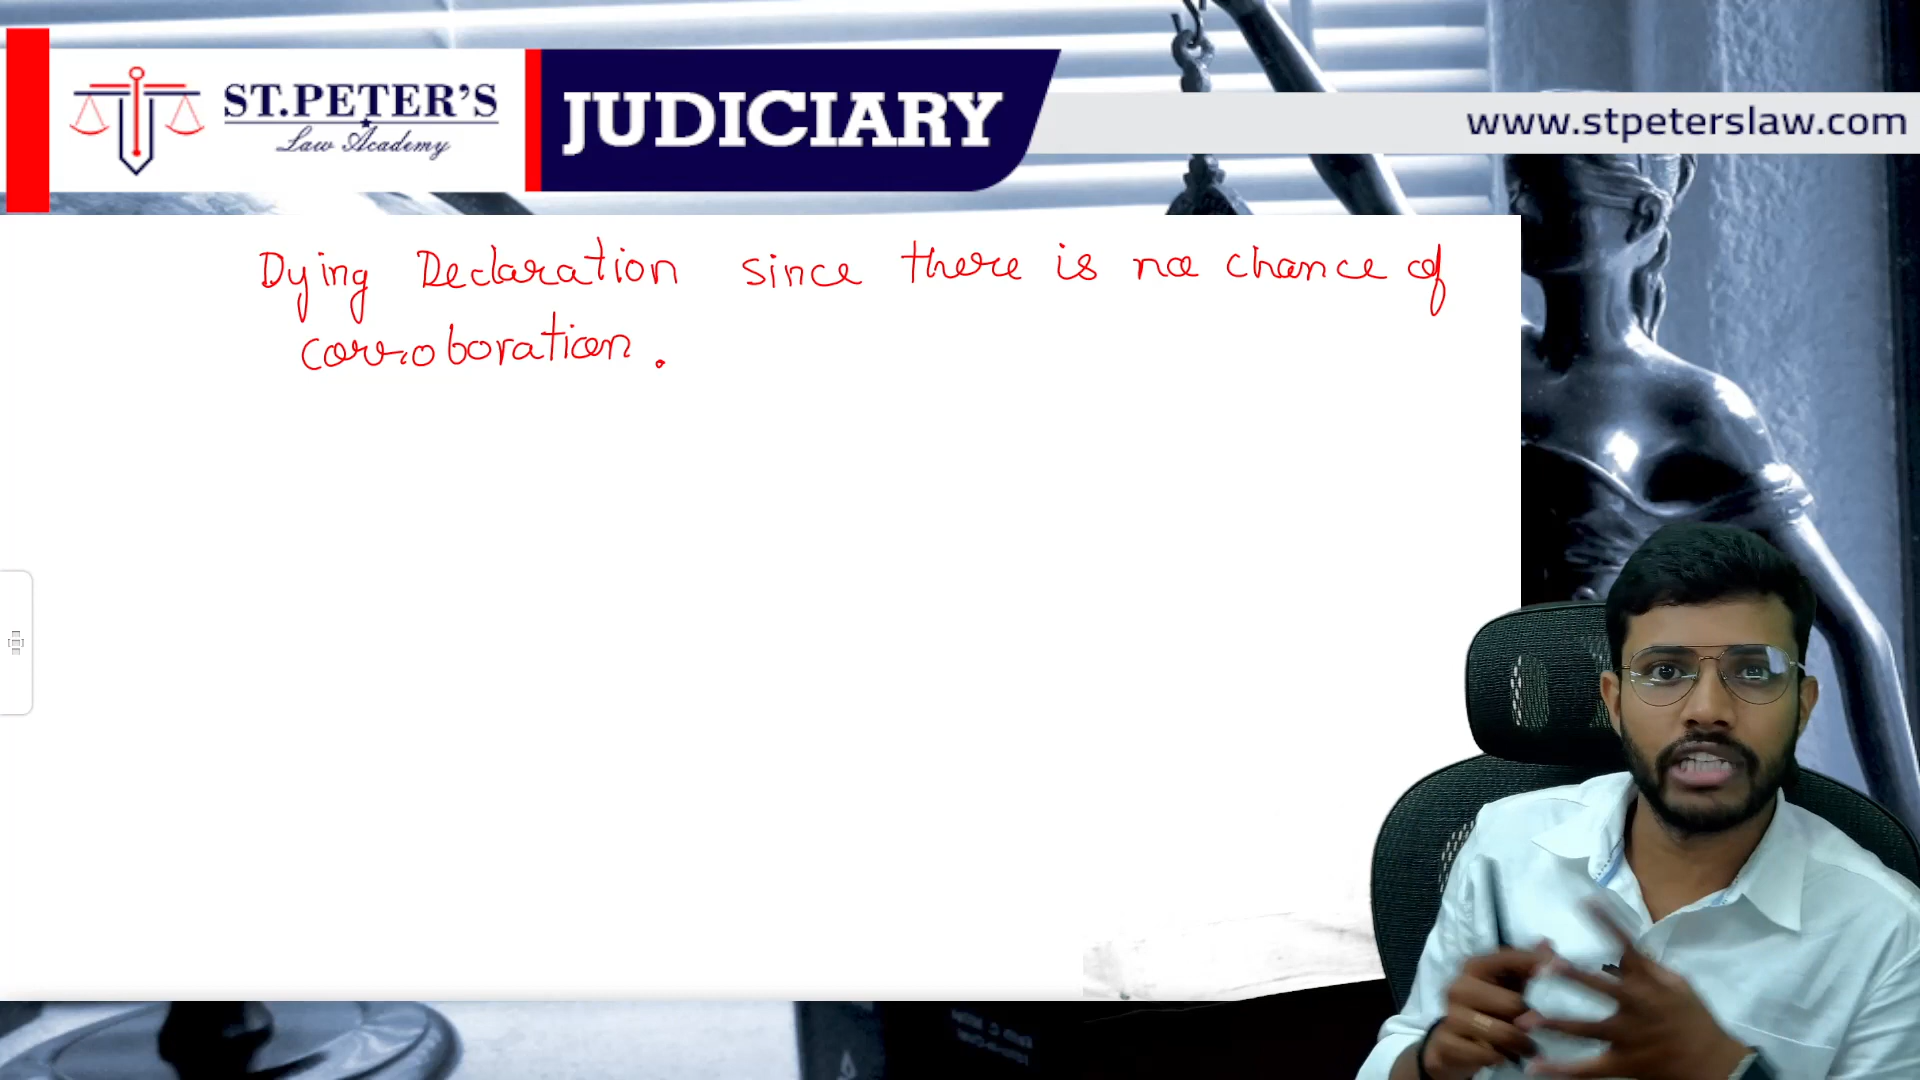 ST.PETER'S
Law Academy
JUDICIARY
www.stpeterslaw.com
Dying Declaration since there is no chance of
corroboration.